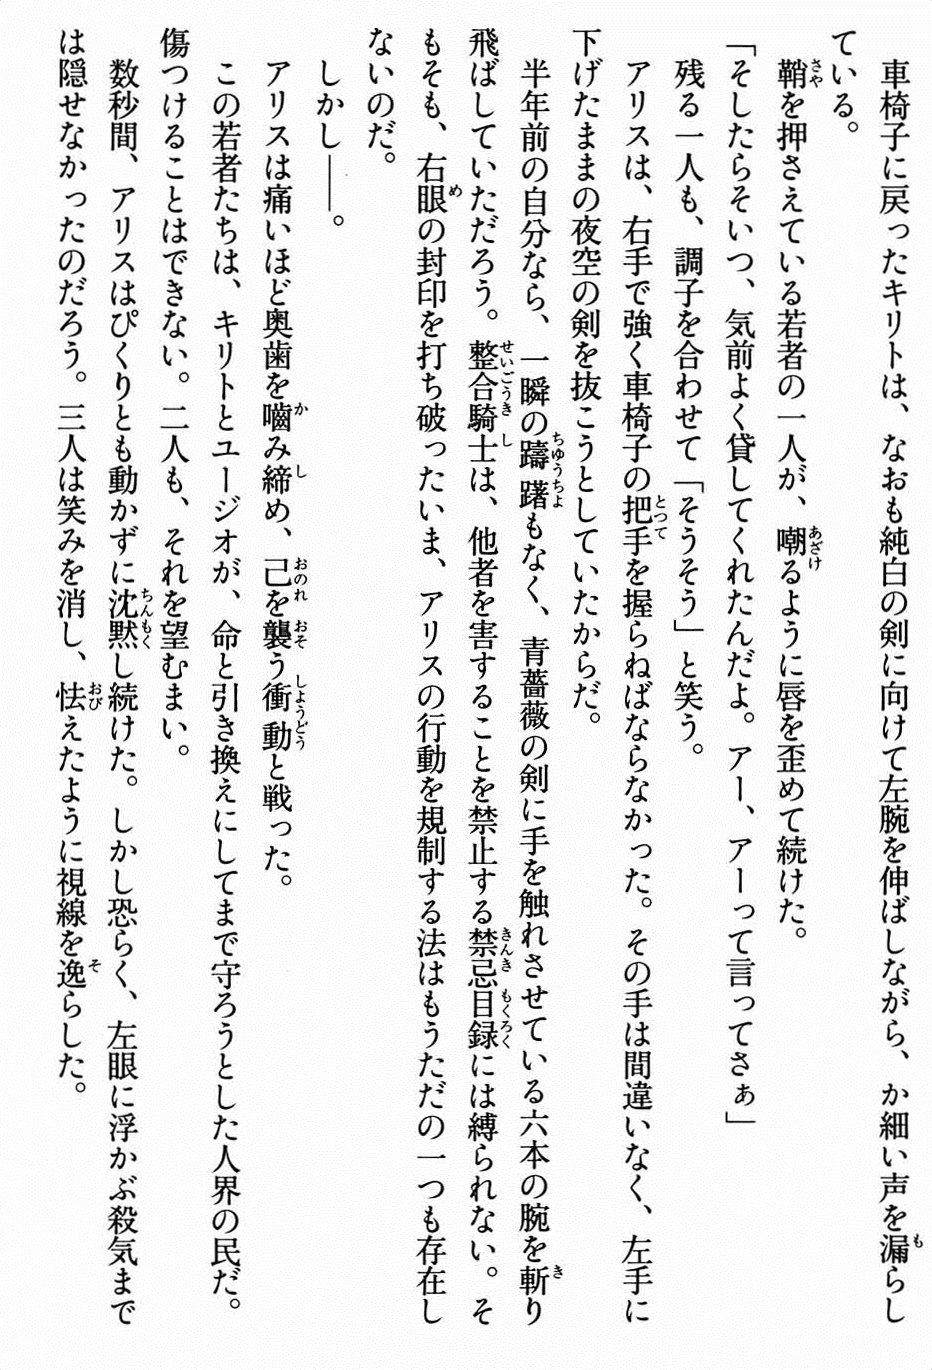 車椅子に戻ったキリトは、なおも純白の剣に向けて左腕を伸ばしながら、か細い声を漏らし
ている。
鞘を押さえている若者の一人が、嘲るように唇を歪めて続けた。
「そしたらそいつ、気前よく貸してくれたんだよ。アー、アーって言ってさぁ」
残る一人も、調子を合わせて「そうそう」と笑う。
アリスは、右手で強く車椅子の把手を握らねばならなかった。その手は間違いなく、左手に
下げたままの夜空の剣を抜こうとしていたからだ。
半年前の自分なら、一瞬の躊躇もなく、青薔薇の剣に手を触れさせている六本の腕を斬り
飛ばしていただろう。整合騎士は、他者を害することを禁止する禁忌目録には縛られない。そ
もそも、右眼の封印を打ち破ったいま、アリスの行動を規制する法はもうただの一つも存在し
ないのだ。
しかし――。
アリスは痛いほど奥歯を嚙み締め、己を襲う衝動と戦った。
この若者たちは、キリトとユージオが、命と引き換えにしてまで守ろうとした人界の民だ。
傷つけることはできない。二人も、それを望むまい。
数秒間、アリスはぴくりとも動かずに沈黙し続けた。しかし恐らく、左眼に浮かぶ殺気まで
は隠せなかったのだろう。三人は笑みを消し、怯えたように視線を逸らした。